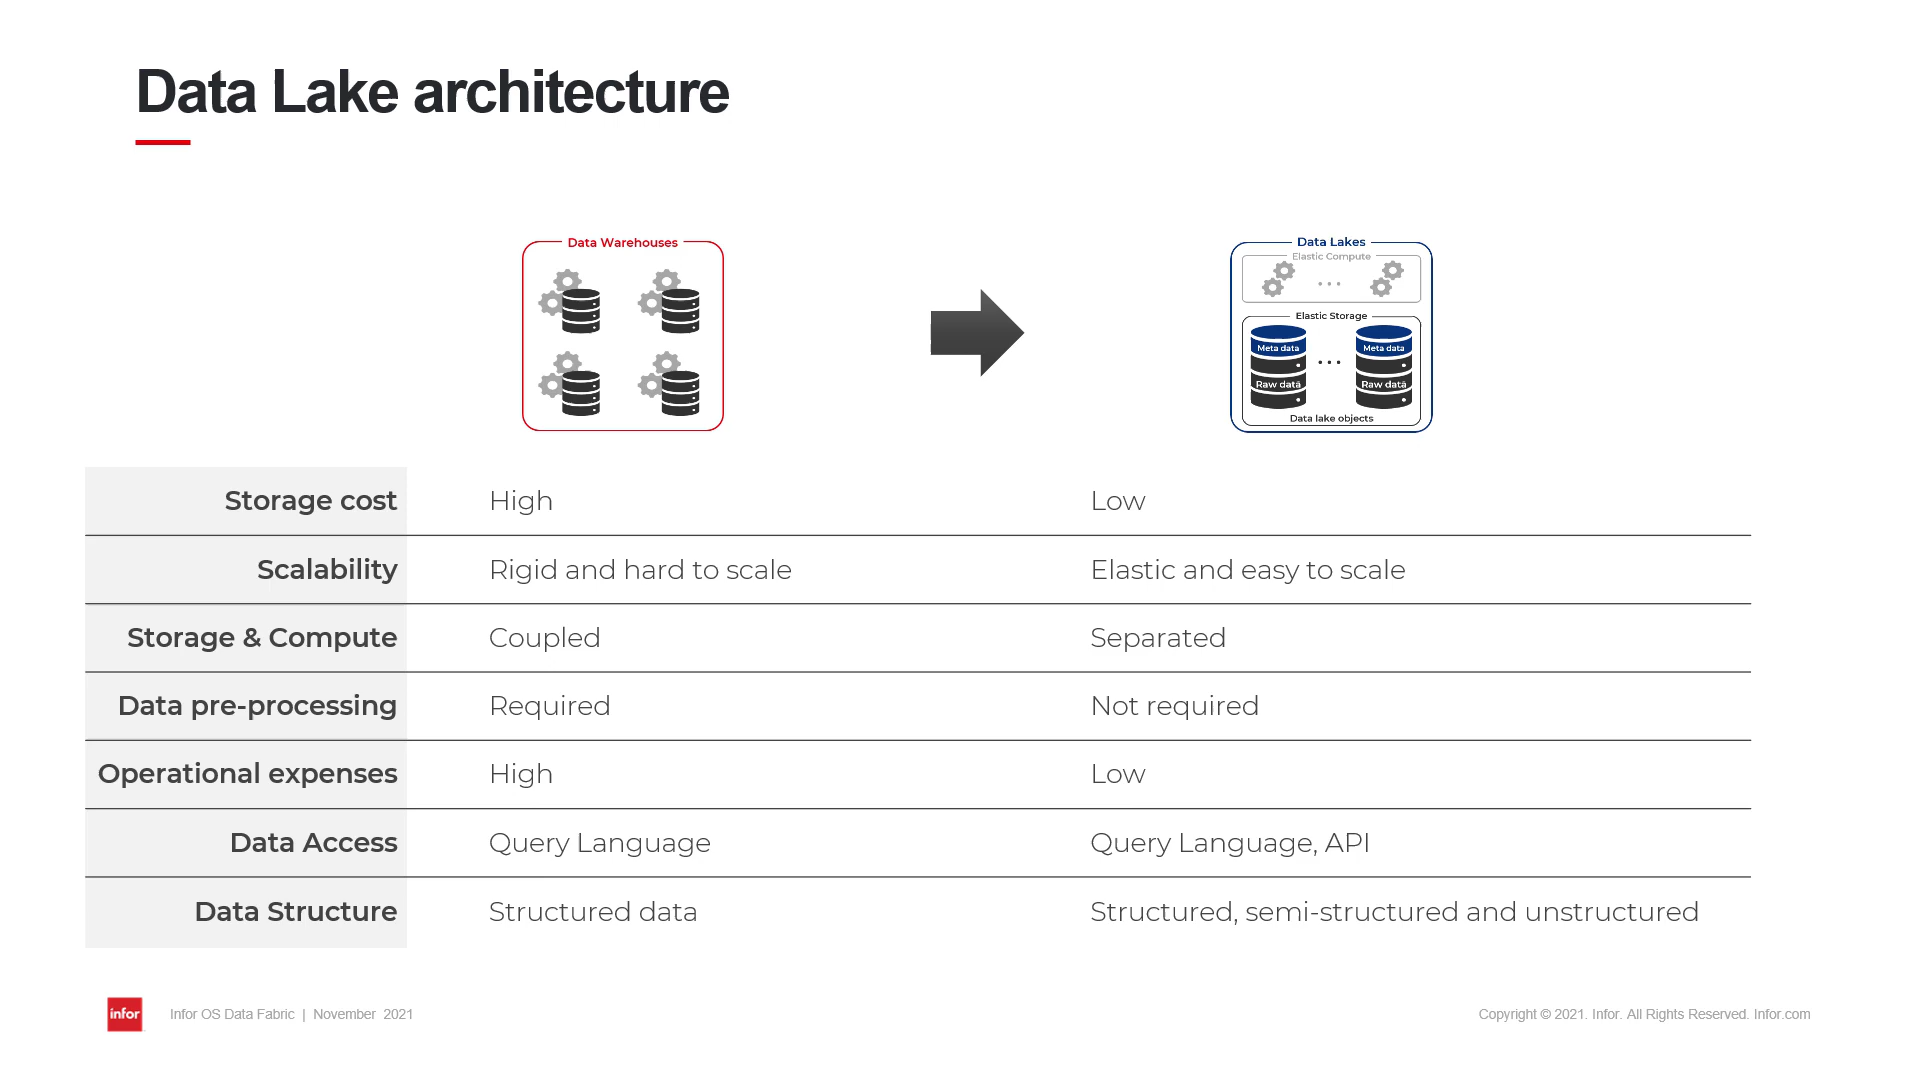 Data Lake architecture
Data Warehouses
Data Lakes
Elastic Compute
Elastic Storage
Meta data
Meta data
Raw data
Raw data
Data lake objects
Storage cost High Low
Scalability Rigid and hard to scale Elastic and easy to scale
Storage & Compute Coupled Separated
Data pre-processing Required Not required
Operational expenses High Low
Data Access Query Language Query Language, API
Data Structure Structured data Structured, semi-structured and unstructured
infor
Infor OS Data Fabric | November 2021
Copyright © 2021. Infor. All Rights Reserved. Infor.com